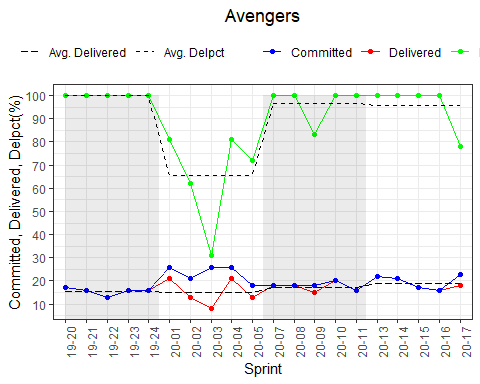 Avengers
Avg. Delivered Avg. Delpct Committed Delivered
Committed, Delivered, Delpct(%)
100
90
80
70
60
50
40
30
20
10
19-20 19-21 19-22 19-23 19-24 20-01 20-02 20-03 20-04 20-05 20-07 20-08 20-09 20-10 20-11 20-12 20-13 20-14 20-15 20-16 20-17
Sprint